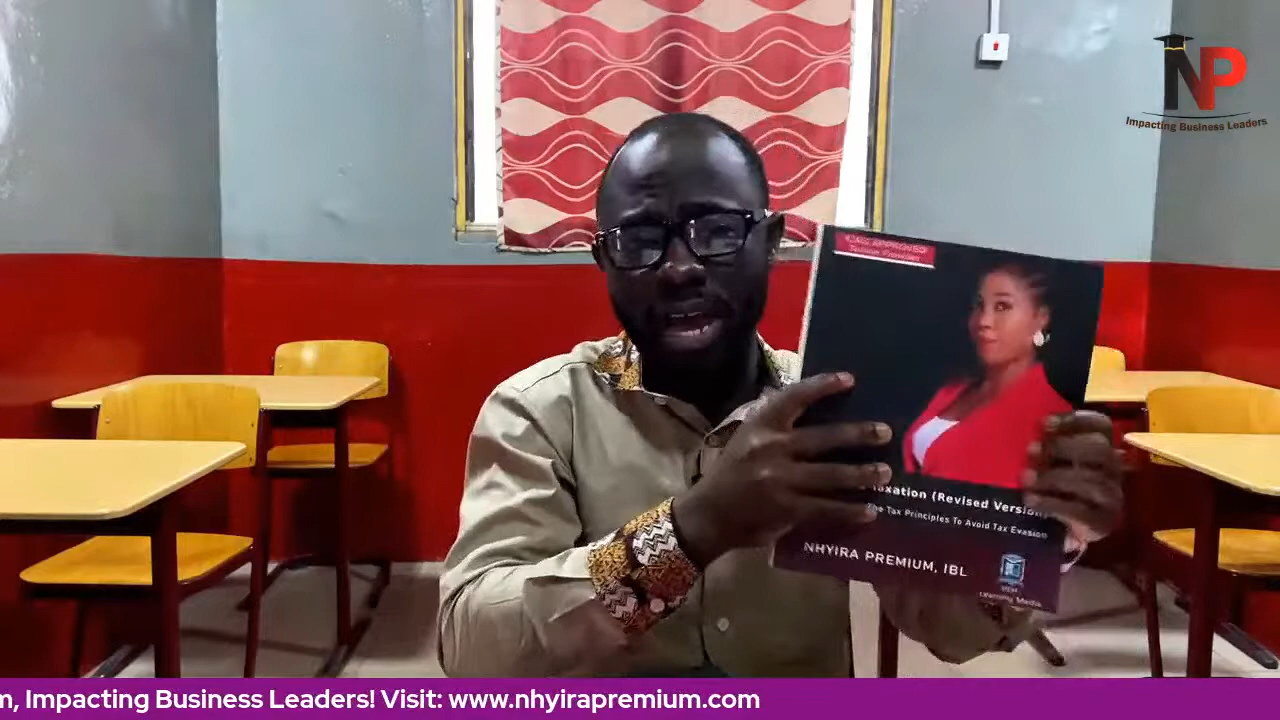 NP
Impacting Business Leaders
Taxation (Revised Version)
The Tax Principles To Avoid Tax Evasion
NHYIRA PREMIUM, IBL
Learning Media
m, Impacting Business Leaders! Visit: www.nhyirapremium.com